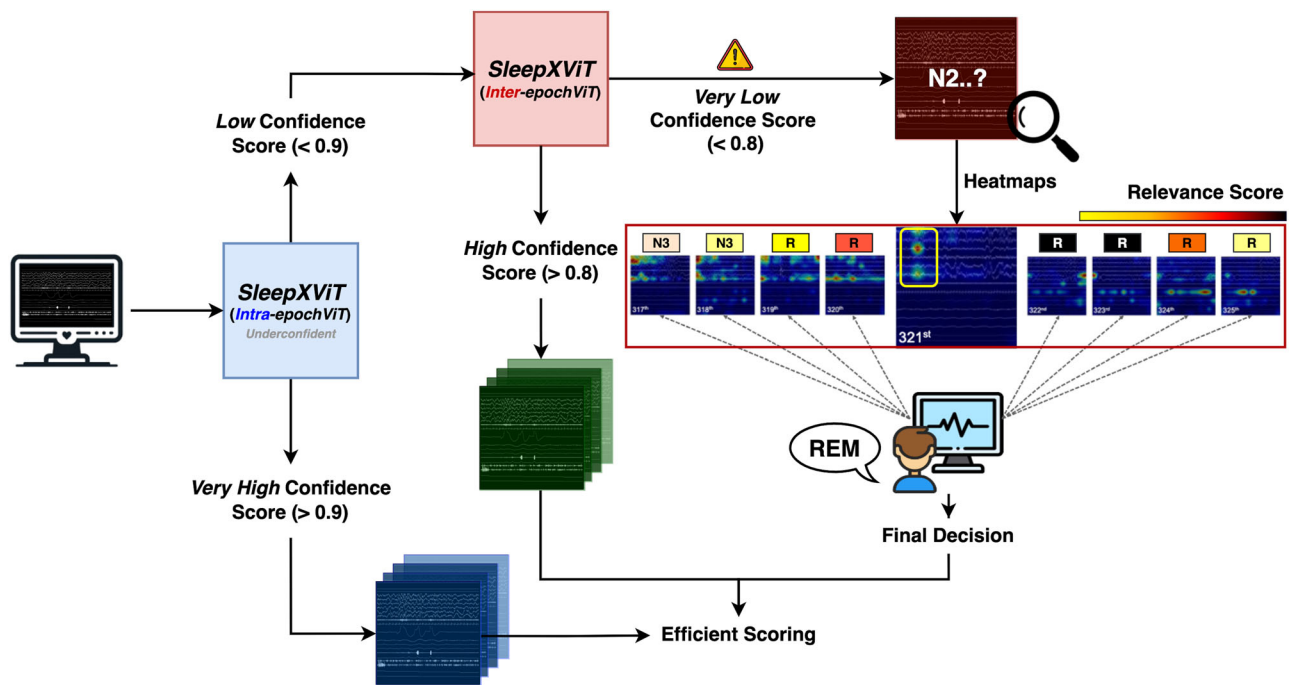 SleepXViT
(Inter-epochViT)
Very Low
Confidence Score
(< 0.8)
N2..?
Low Confidence
Score (< 0.9)
Heatmaps
Relevance Score
SleepXViT
(Intra-epochViT)
Underconfident
High Confidence
Score (> 0.8)
N3
N3
R
R
R
R
R
R
317th
318th
319th
320th
321st
322nd
323rd
324th
325th
REM
Very High Confidence
Score (> 0.9)
Final Decision
Efficient Scoring